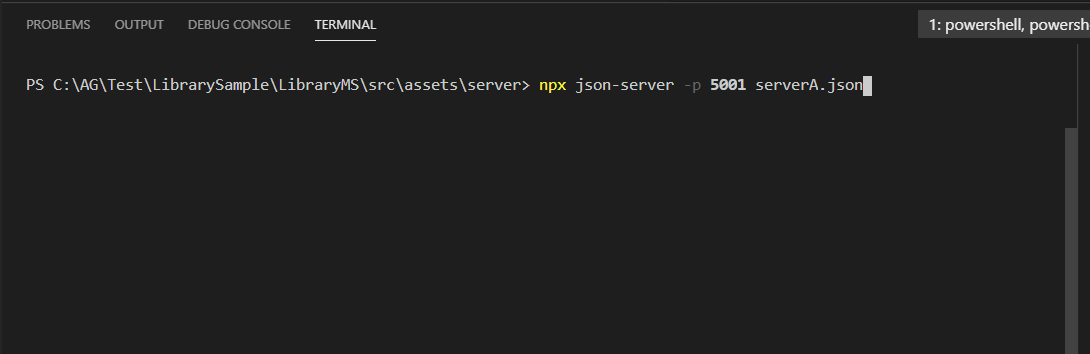 PROBLEMS OUTPUT DEBUG CONSOLE TERMINAL 1: powershell, powersh
PS C:\AG\Test\LibrarySample\LibraryMS\src\assets\server> npx json-server -p 5001 serverA.json